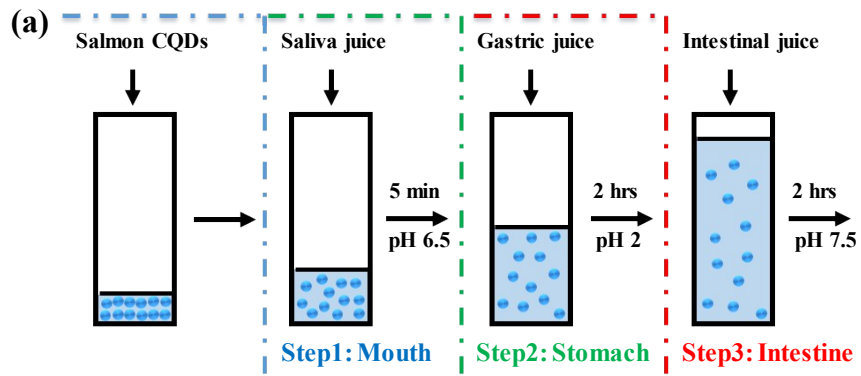 (a)
Salmon CQDs
Saliva juice
Gastric juice
Intestinal juice
5 min
pH 6.5
2 hrs
pH 2
2 hrs
pH 7.5
Step1: Mouth
Step2: Stomach
Step3: Intestine